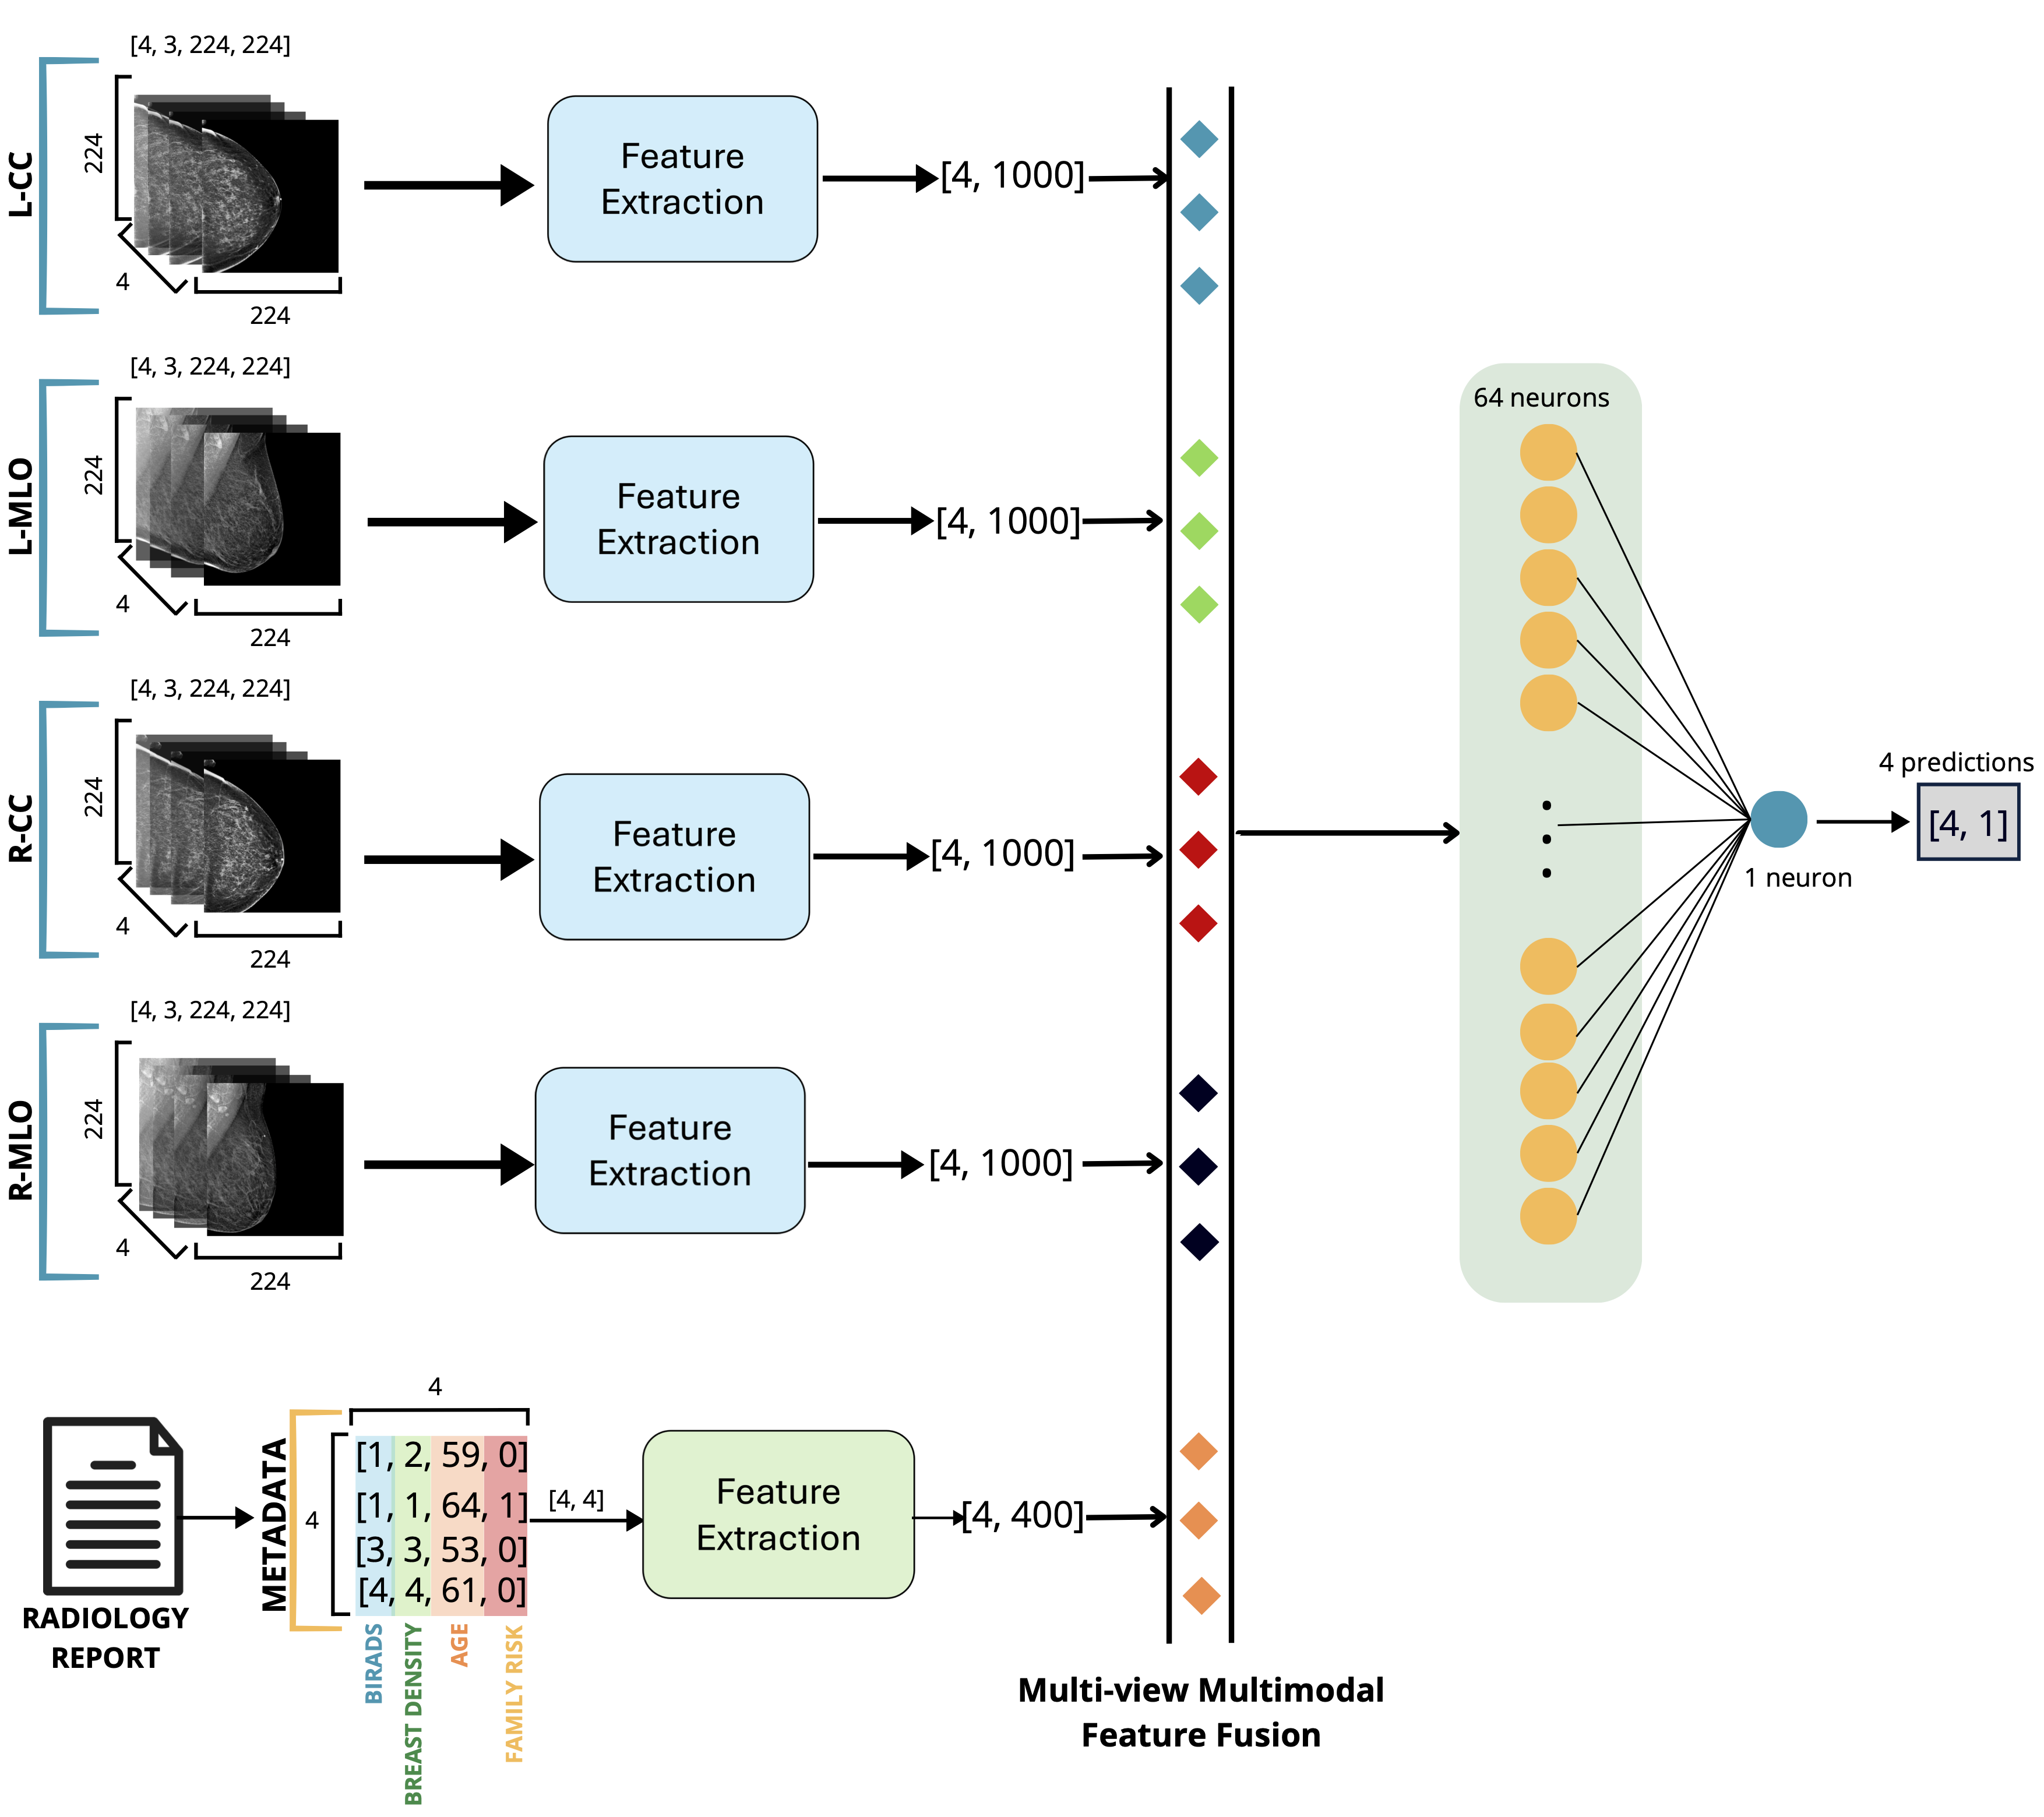 [4, 3, 224, 224]
L-CC
224
4
224
Feature
Extraction
[4, 1000]
[4, 3, 224, 224]
L-MLO
224
4
224
Feature
Extraction
[4, 1000]
[4, 3, 224, 224]
R-CC
224
4
224
Feature
Extraction
[4, 1000]
[4, 3, 224, 224]
R-MLO
224
4
224
Feature
Extraction
[4, 1000]
RADIOLOGY
REPORT
METADATA
4
4
[1, 2, 59, 0]
[1, 1, 64, 1]
[3, 3, 53, 0]
[4, 4, 61, 0]
BIRADS
BREAST DENSITY
AGE
FAMILY RISK
[4, 4]
Feature
Extraction
[4, 400]
Multi-view Multimodal
Feature Fusion
64 neurons
1 neuron
4 predictions
[4, 1]